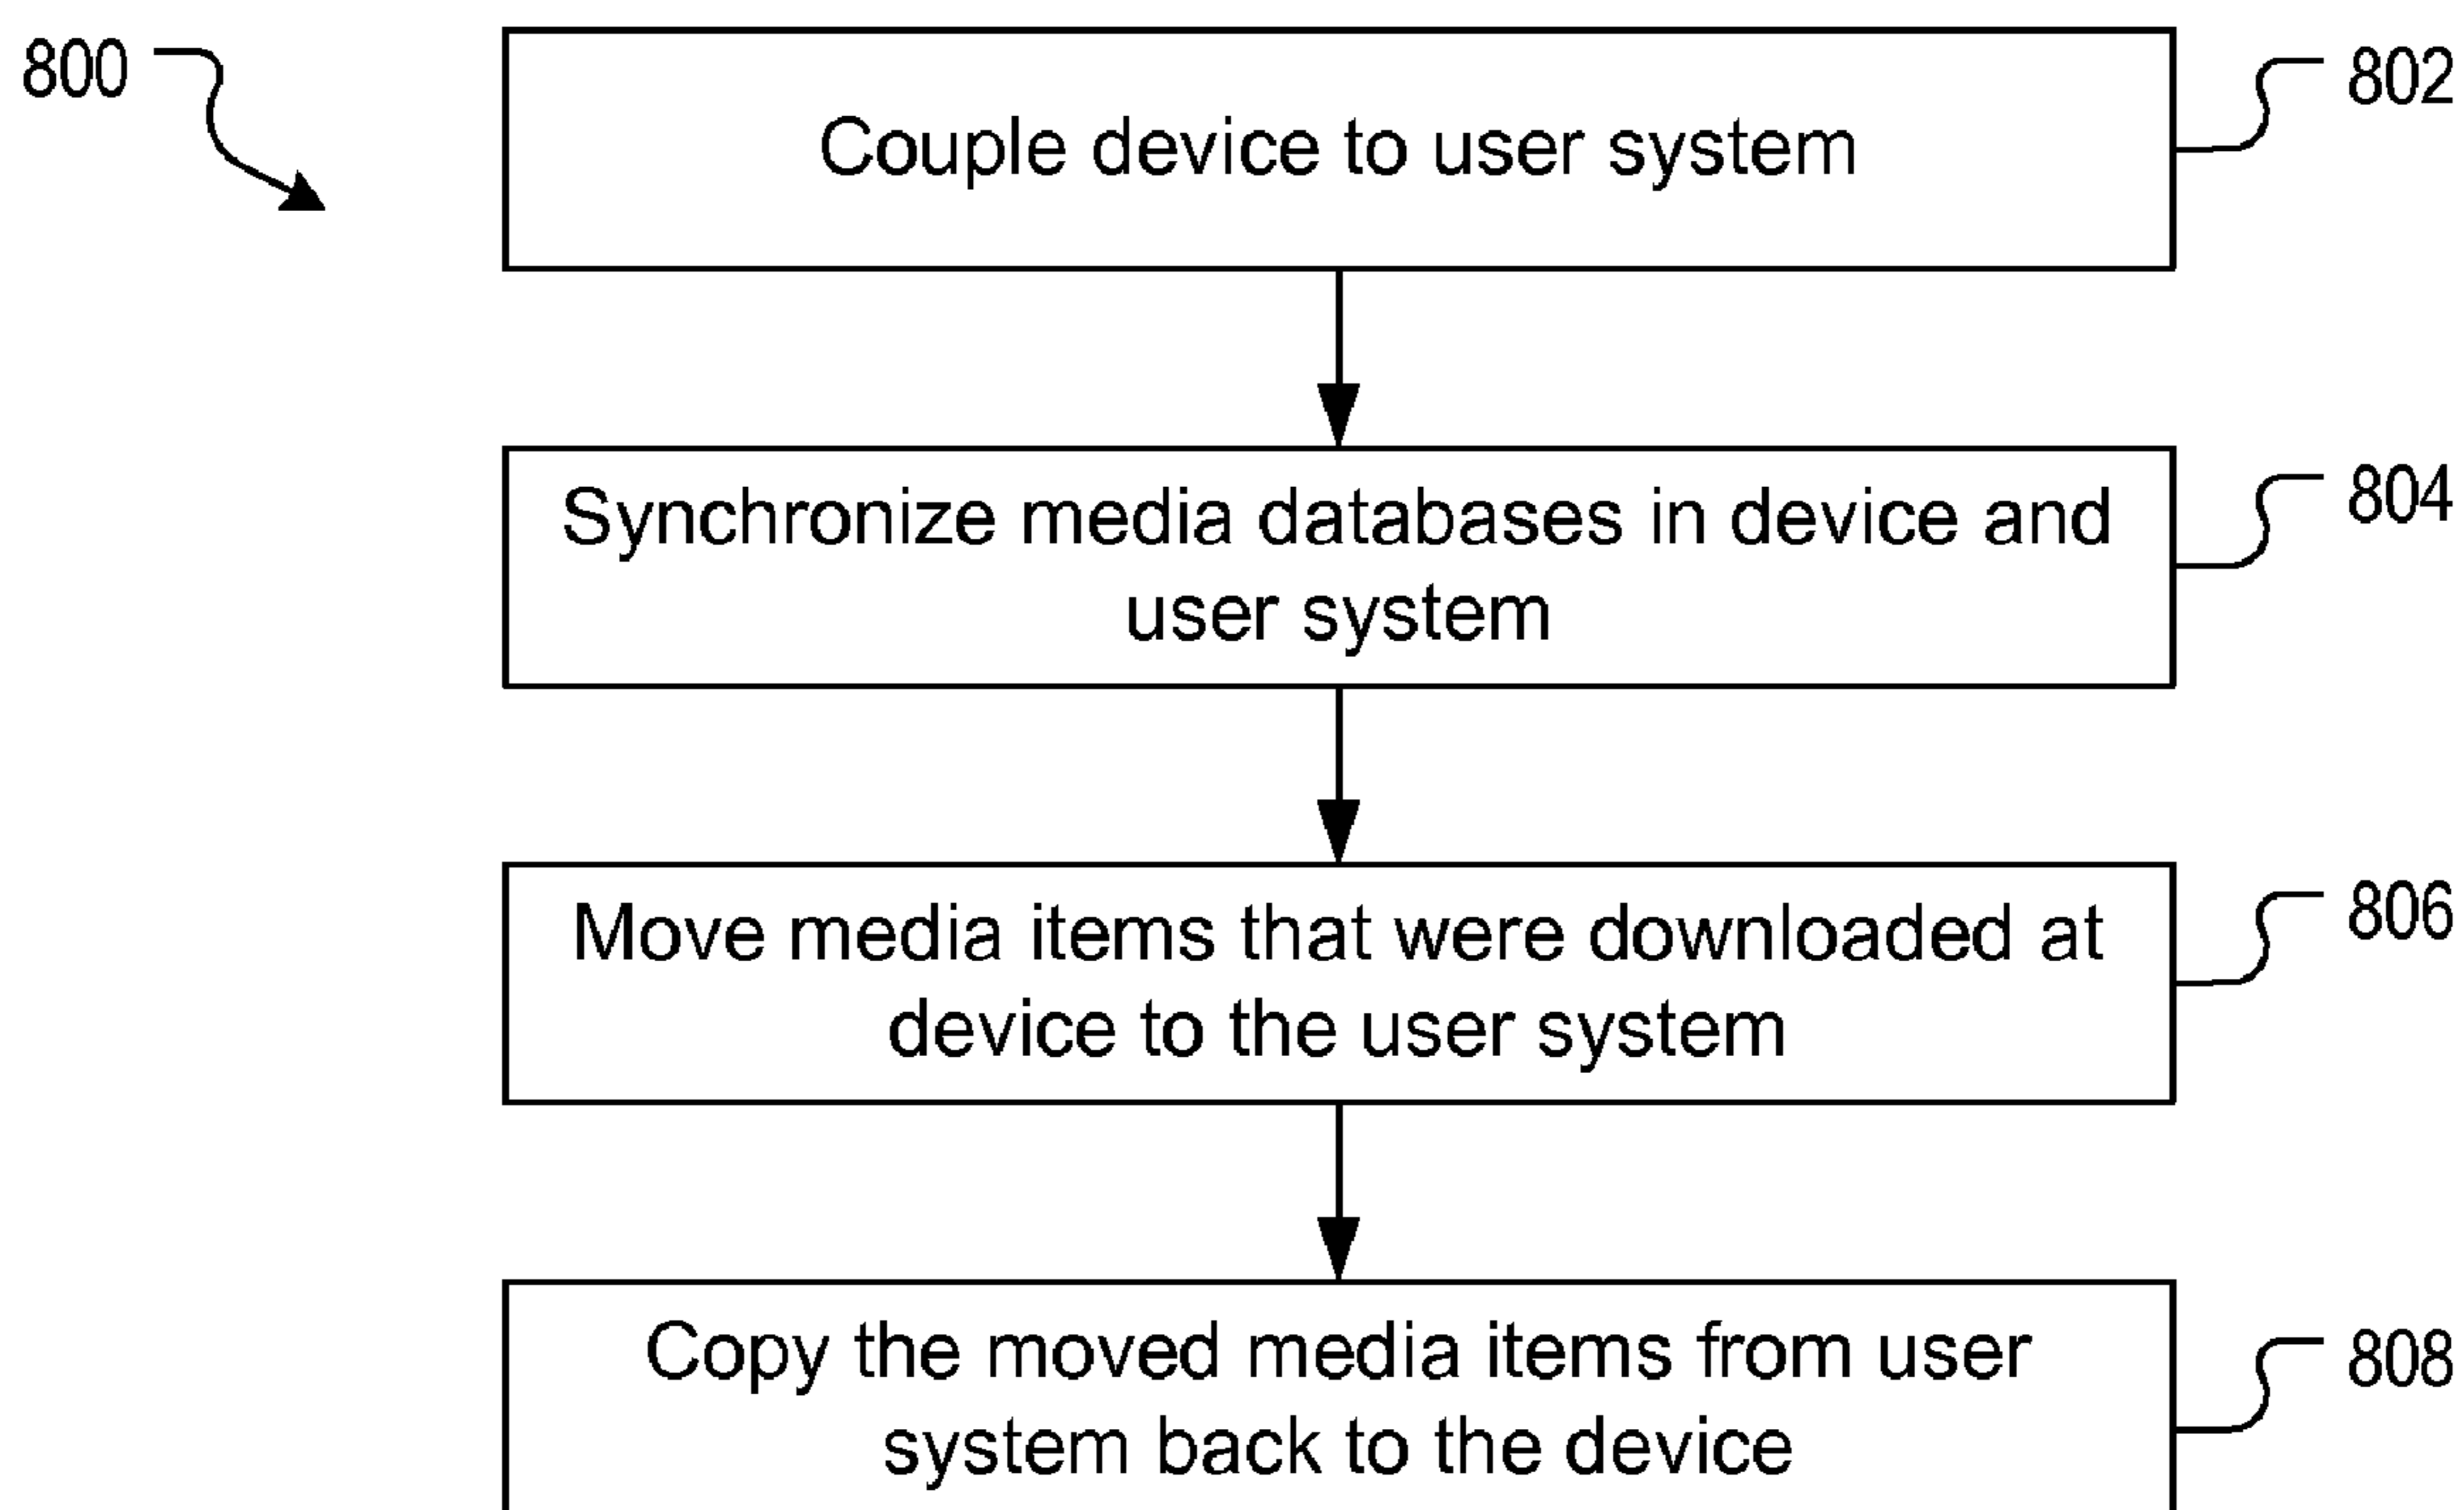 800
Couple device to user system
802
Synchronize media databases in device and
user system
804
Move media items that were downloaded at
device to the user system
806
Copy the moved media items from user
system back to the device
808